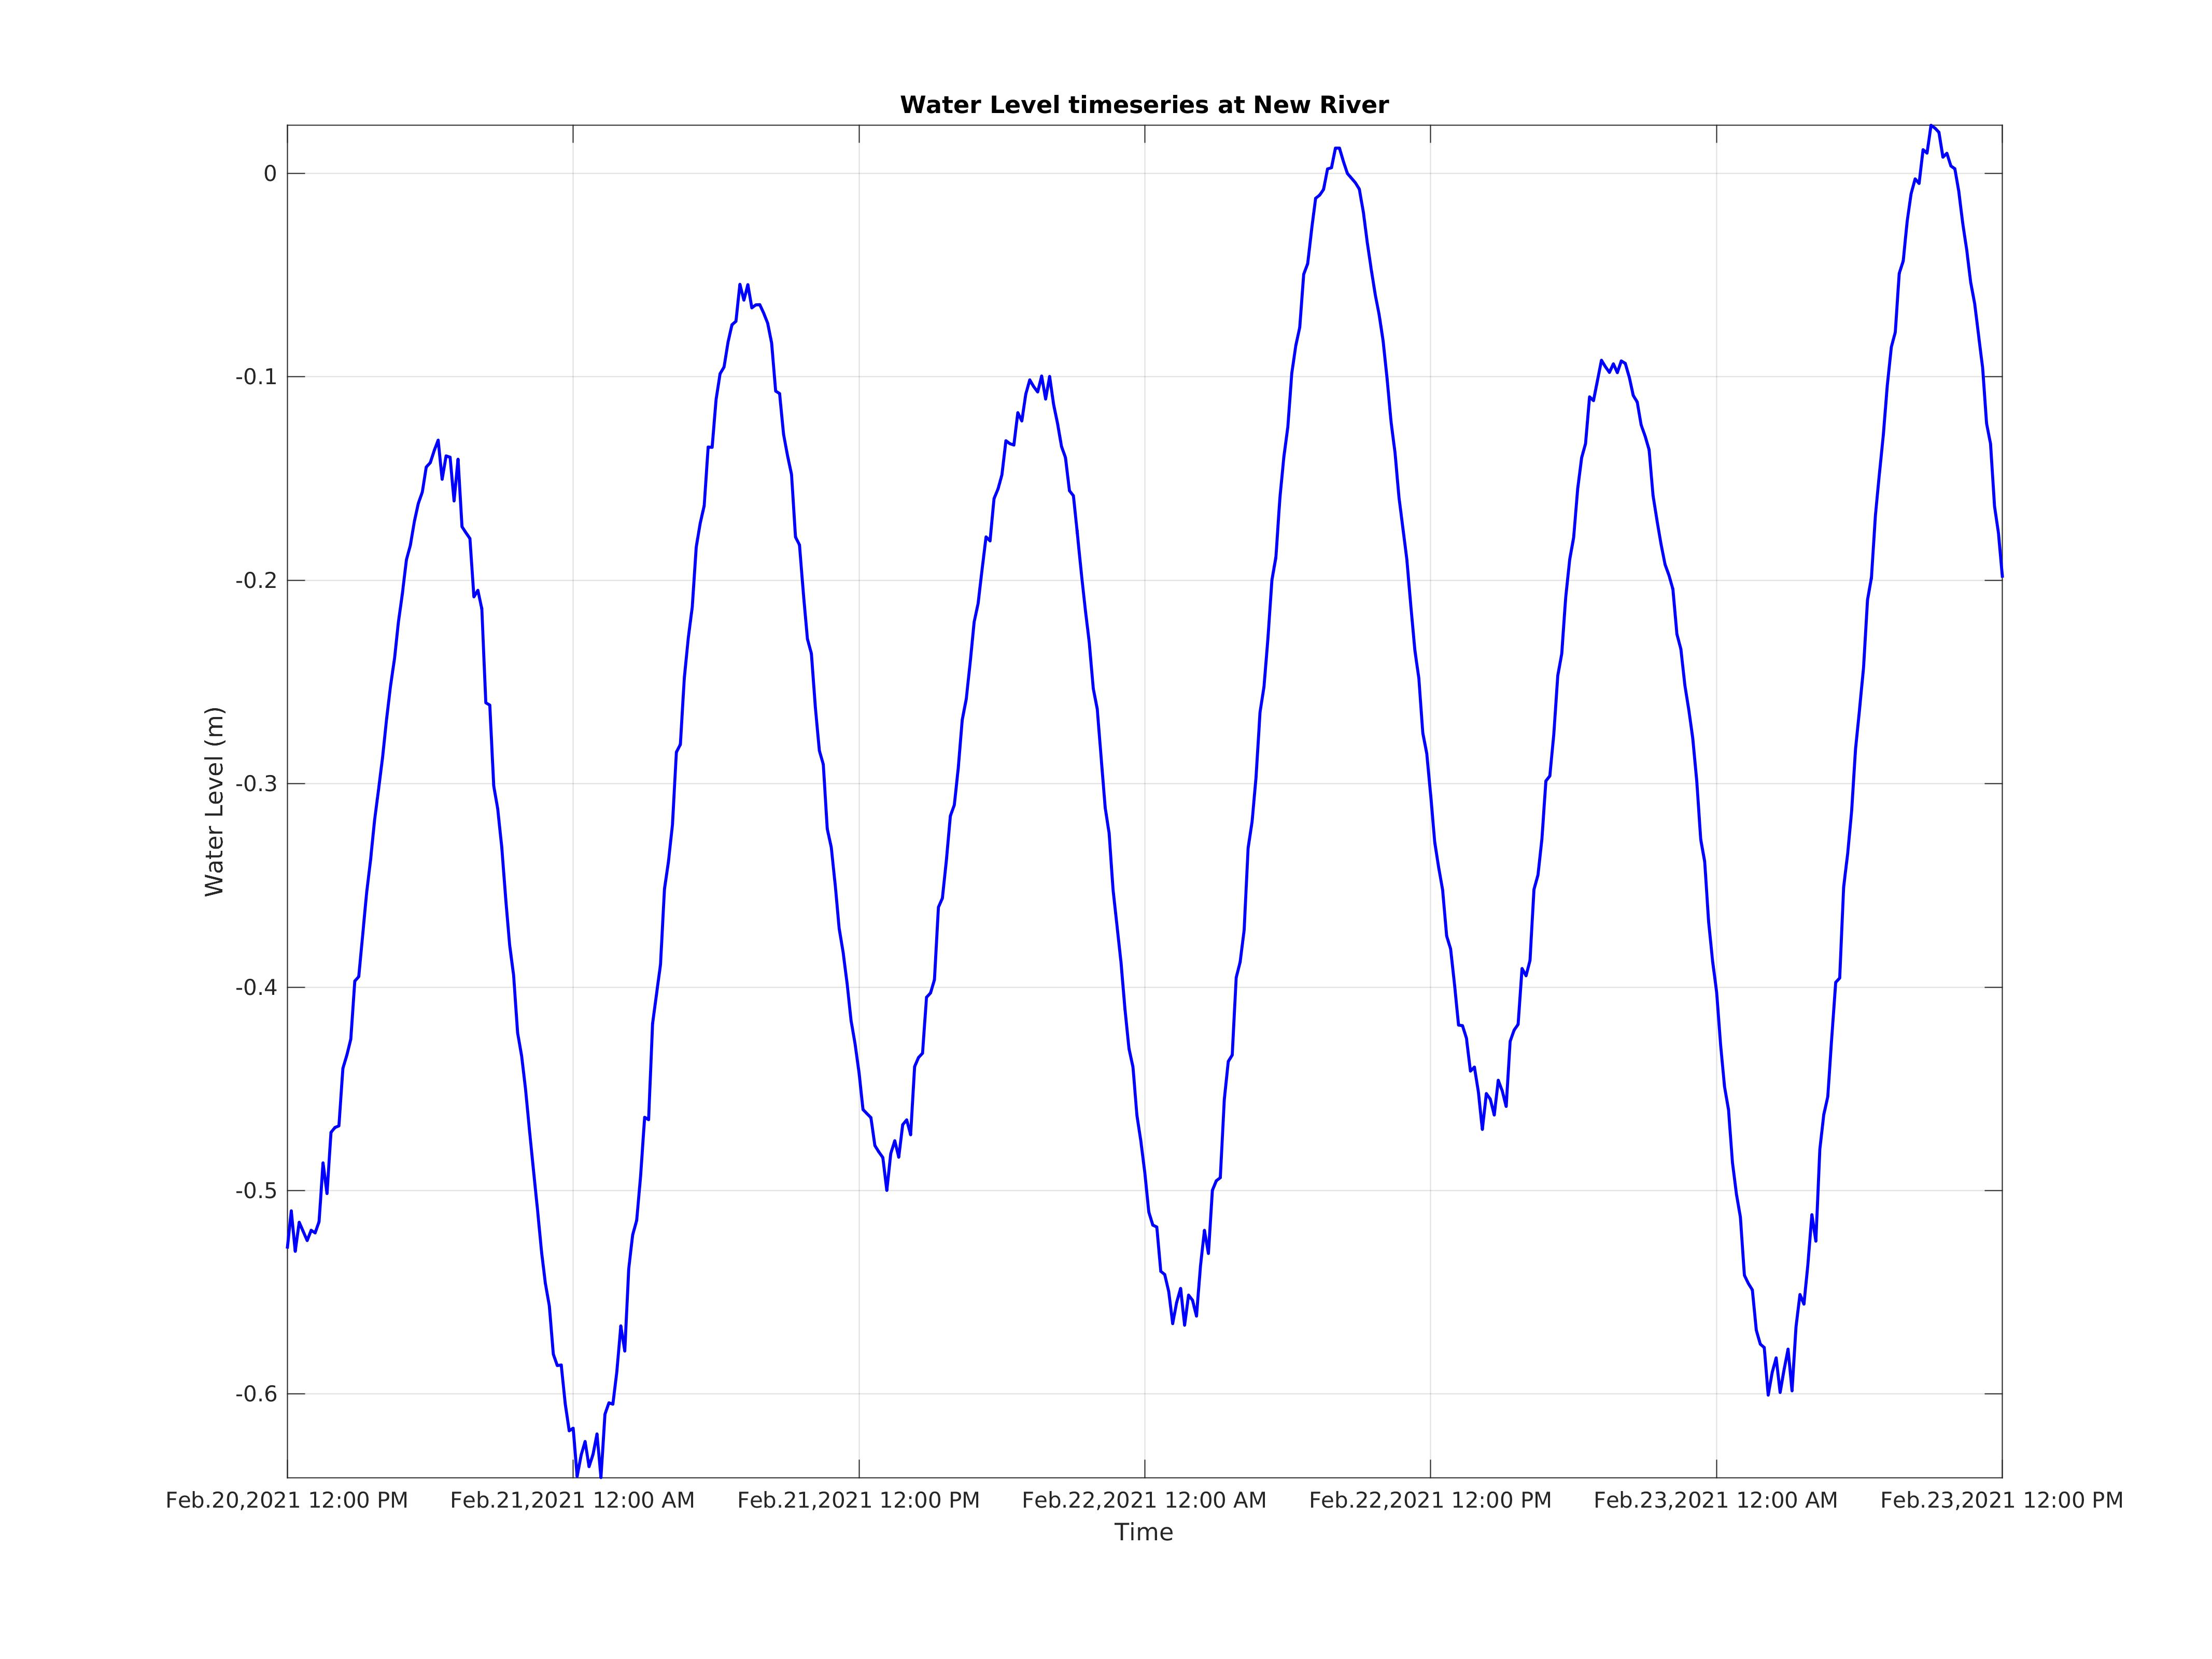 Water Level timeseries at New River
0
-0.1
-0.2
-0.3
-0.4
-0.5
-0.6
Water Level (m)
Feb.20,2021 12:00 PM Feb.21,2021 12:00 AM Feb.21,2021 12:00 PM Feb.22,2021 12:00 AM Feb.22,2021 12:00 PM Feb.23,2021 12:00 AM Feb.23,2021 12:00 PM
Time